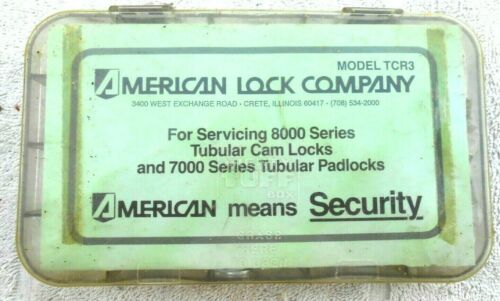 MODEL TCR3
AMERICAN LOCK COMPANY
3400 WEST EXCHANGE ROAD - CRETE, ILLINOIS 60417 - (708) 534-2000
For Servicing 8000 Series
Tubular Cam Locks
and 7000 Series Tubular Padlocks
BOX
AMERICAN means Security